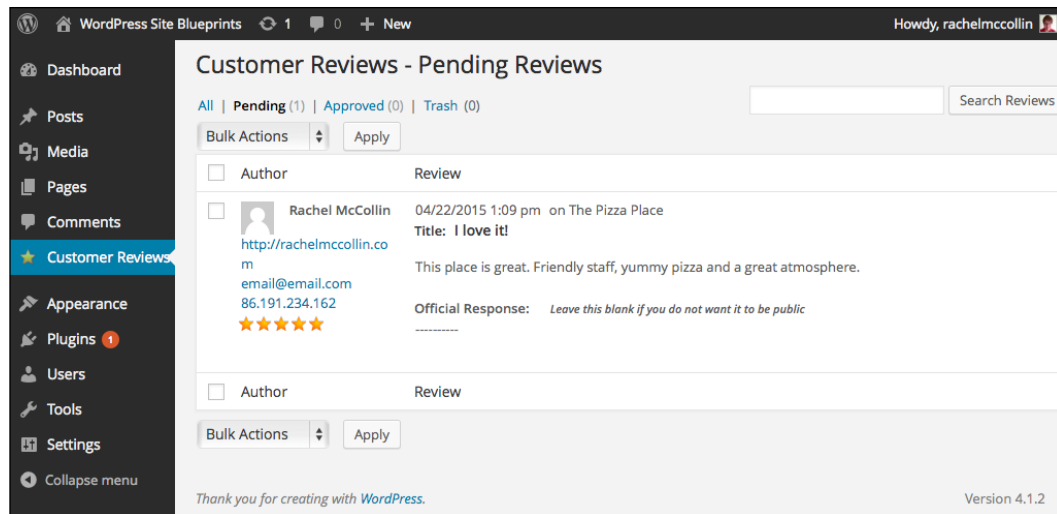 WordPress Site Blueprints 1 0 + New Howdy, rachelmccollin
Dashboard
Posts
Media
Pages
Comments
Customer Reviews
Appearance
Plugins 1
Users
Tools
Settings
Collapse menu
Customer Reviews - Pending Reviews
All | Pending (1) | Approved (0) | Trash (0)
Search Reviews
Bulk Actions Apply
Author Review
Rachel McCollin
http://rachelmccollin.co
m
email@email.com
86.191.234.162
04/22/2015 1:09 pm on The Pizza Place
Title: I love it!
This place is great. Friendly staff, yummy pizza and a great atmosphere.
Official Response: Leave this blank if you do not want it to be public
----------
Author Review
Bulk Actions Apply
Thank you for creating with WordPress. Version 4.1.2